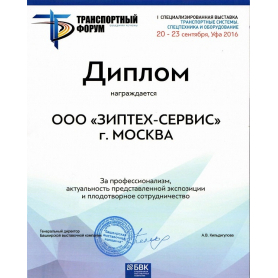 ТРАНСПОРТНЫЙ
ФОРУМ
I СПЕЦИАЛИЗИРОВАННАЯ ВЫСТАВКА
ТРАНСПОРТНЫЕ СИСТЕМЫ,
СПЕЦТЕХНИКА И ОБОРУДОВАНИЕ
20 - 23 сентября, Уфа 2016
Диплом
награждается
ООО «ЗИПТЕХ-СЕРВИС»
г. МОСКВА
За профессионализм,
актуальность представленной экспозиции
и плодотворное сотрудничество
Генеральный директор
Башкирской выставочной компании
А.В. Кильдигулова
БВК